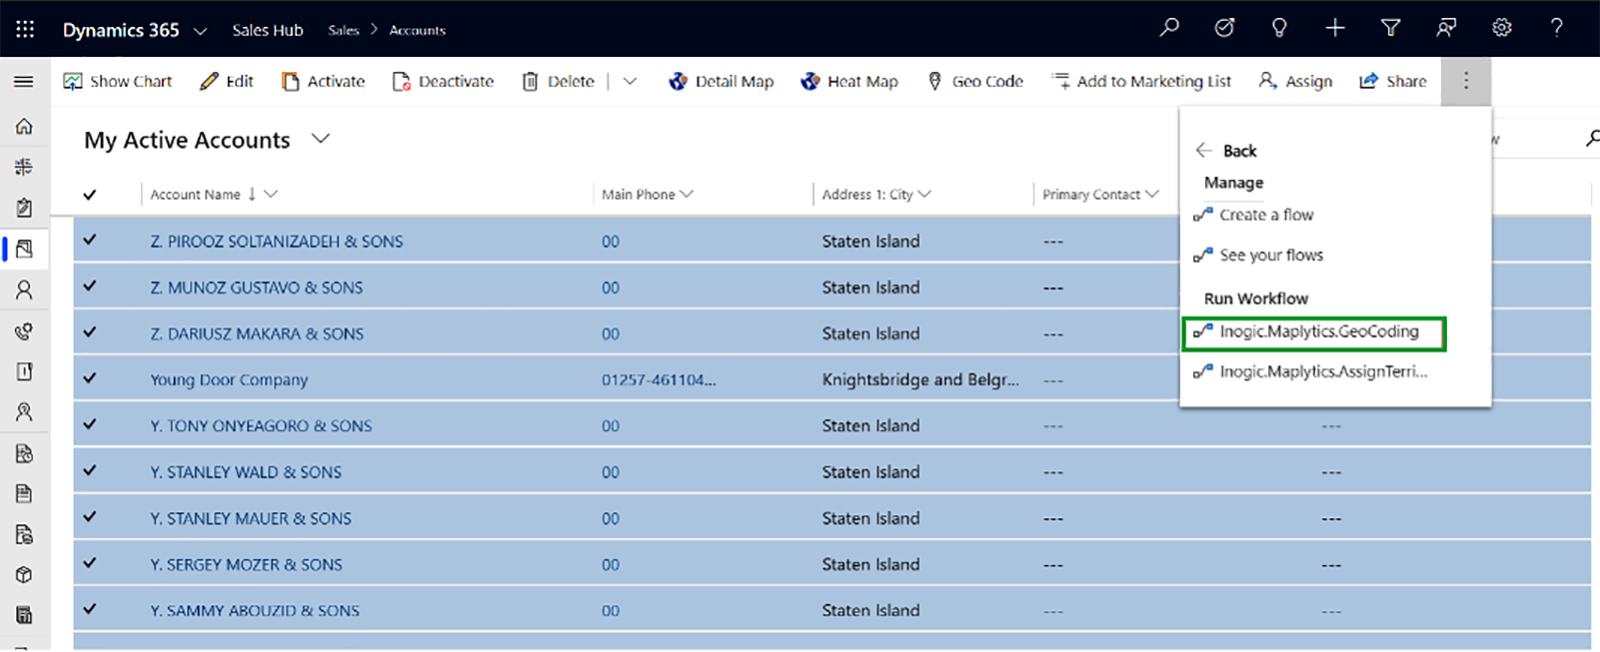 Dynamics 365 Sales Hub Sales > Accounts ?
Show Chart Edit Activate Deactivate Delete Detail Map Heat Map Geo Code Add to Marketing List Assign Share
My Active Accounts
Account Name ↓ Main Phone Address 1: City Primary Contact
Z. PIROOZ SOLTANIZADEH & SONS 00 Staten Island ---
Z. MUNOZ GUSTAVO & SONS 00 Staten Island ---
Z. DARIUSZ MAKARA & SONS 00 Staten Island ---
Young Door Company 01257-461104... Knightsbridge and Belgr... ---
Y. TONY ONYEAGORO & SONS 00 Staten Island --- ---
Y. STANLEY WALD & SONS 00 Staten Island --- ---
Y. STANLEY MAUER & SONS 00 Staten Island --- ---
Y. SERGEY MOZER & SONS 00 Staten Island --- ---
Y. SAMMY ABOUZID & SONS 00 Staten Island --- ---
Back
Manage
Create a flow
See your flows
Run Workflow
Inogic.Maplytics.GeoCoding
Inogic.Maplytics.AssignTerri...